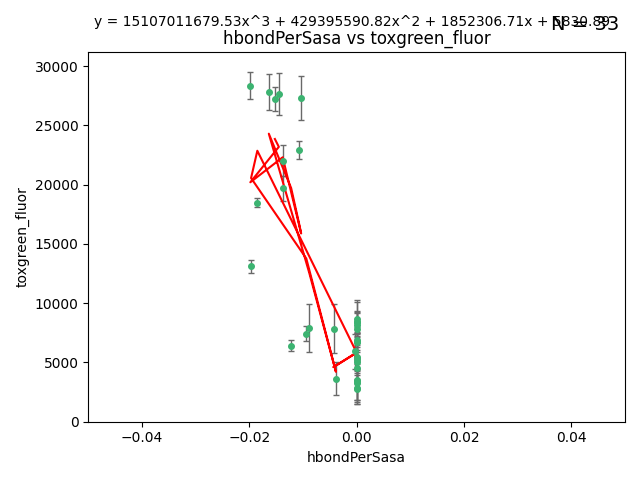 y = 15107011679.53x^3 + 429395590.82x^2 + 1852306.71x +
N = 33
hbondPerSasa vs toxgreen_fluor
30000
25000
20000
15000
10000
5000
0
toxgreen_fluor
−0.04 −0.02 0.00 0.02 0.04
hbondPerSasa